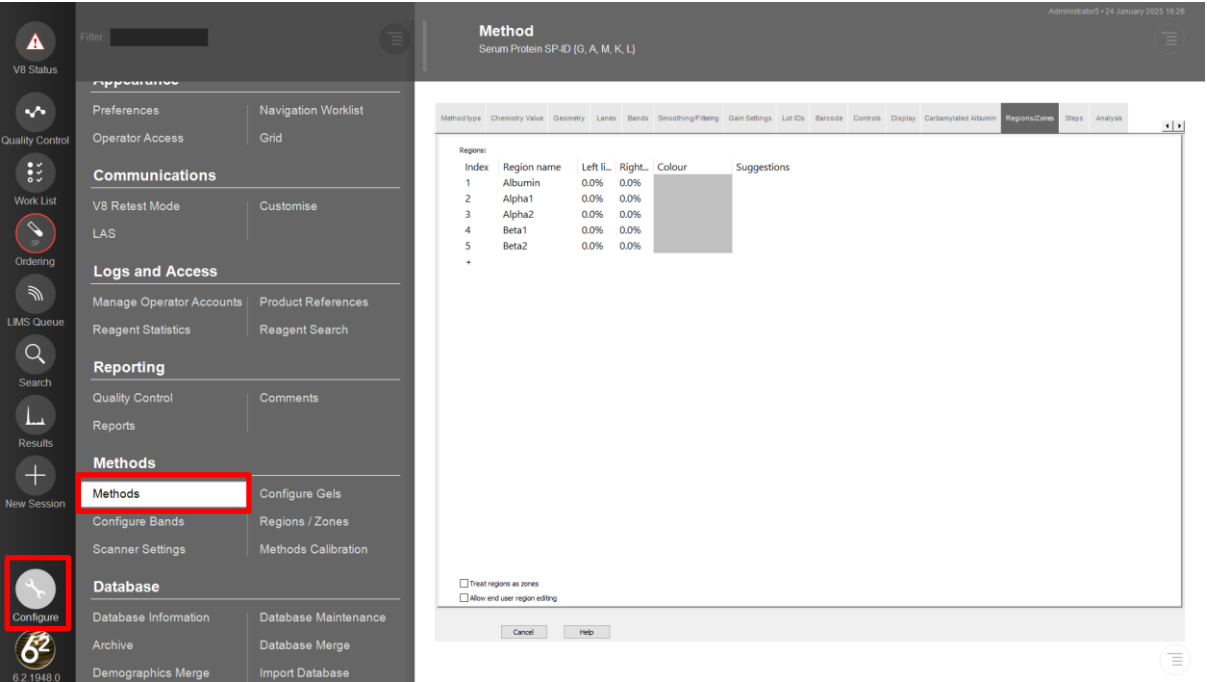 Administrator5 • 24 January 2025 16:26
V8 Status
Quality Control
Work List
SP
Ordering
LIMS Queue
Search
Results
New Session
Configure
62
6.2.1948.0
Filter:
Appearance
Preferences Navigation Worklist
Operator Access Grid
Communications
V8 Retest Mode Customise
LAS
Logs and Access
Manage Operator Accounts Product References
Reagent Statistics Reagent Search
Reporting
Quality Control Comments
Reports
Methods
Methods Configure Gels
Configure Bands Regions / Zones
Scanner Settings Methods Calibration
Database
Database Information Database Maintenance
Archive Database Merge
Demographics Merge Import Database
Method
Serum Protein SP-ID {G, A, M, K, L}
Method type Chemistry Value Geometry Lanes Bands Smoothing/Filtering Gain Settings Lot IDs Barcode Controls Display Carbamylated Albumin Regions/Zones Steps Analysis
Regions:
Index Region name Left li... Right... Colour Suggestions
1 Albumin 0.0% 0.0%
2 Alpha1 0.0% 0.0%
3 Alpha2 0.0% 0.0%
4 Beta1 0.0% 0.0%
5 Beta2 0.0% 0.0%
+
Treat regions as zones
Allow end user region editing
Cancel Help